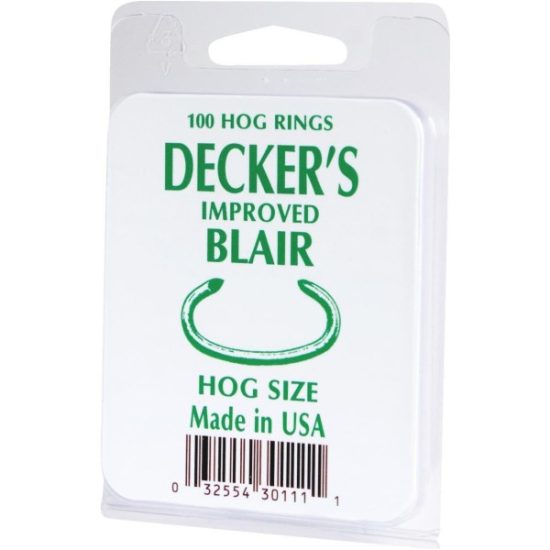 100 HOG RINGS
DECKER'S
IMPROVED
BLAIR
HOG SIZE
Made in USA
0 32554 30111 1